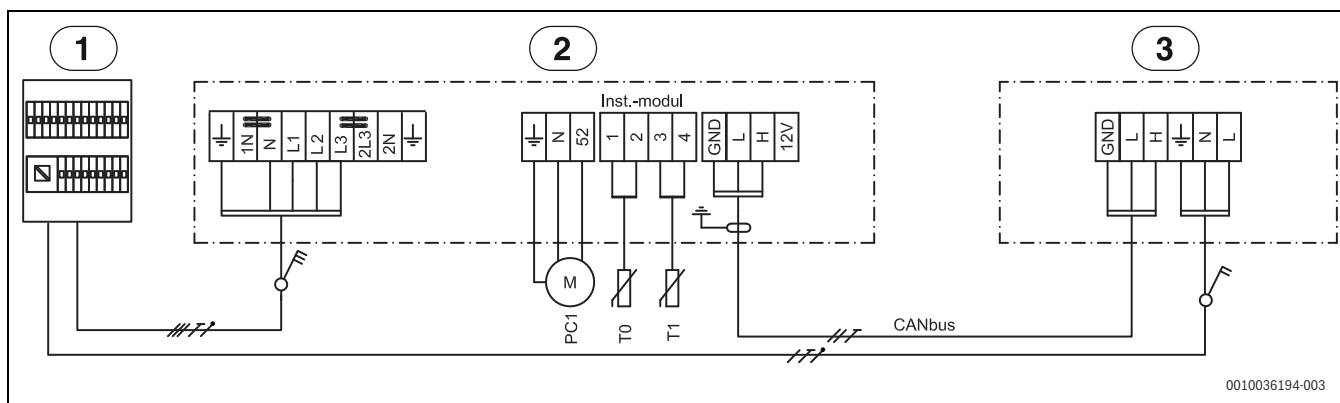 1
2
3
Inst.-modul
1N
N
L1
L2
L3
2L3
2N
N
52
1
2
3
4
GND
L
H
12V
GND
L
H
N
L
M
PC1
T0
T1
CANbus
0010036194-003